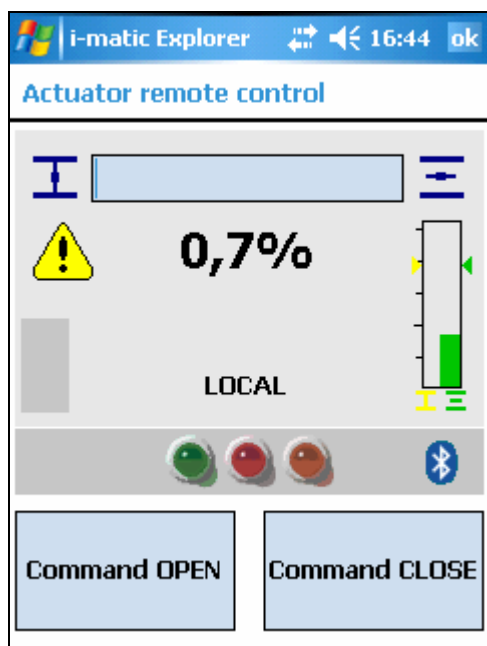 i-matic Explorer 16:44 ok
Actuator remote control
0,7%
LOCAL
Command OPEN
Command CLOSE